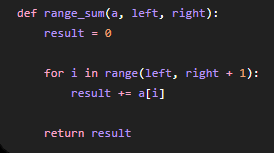 def range_sum(a, left, right):
    result = 0

    for i in range(left, right + 1):
        result += a[i]

    return result